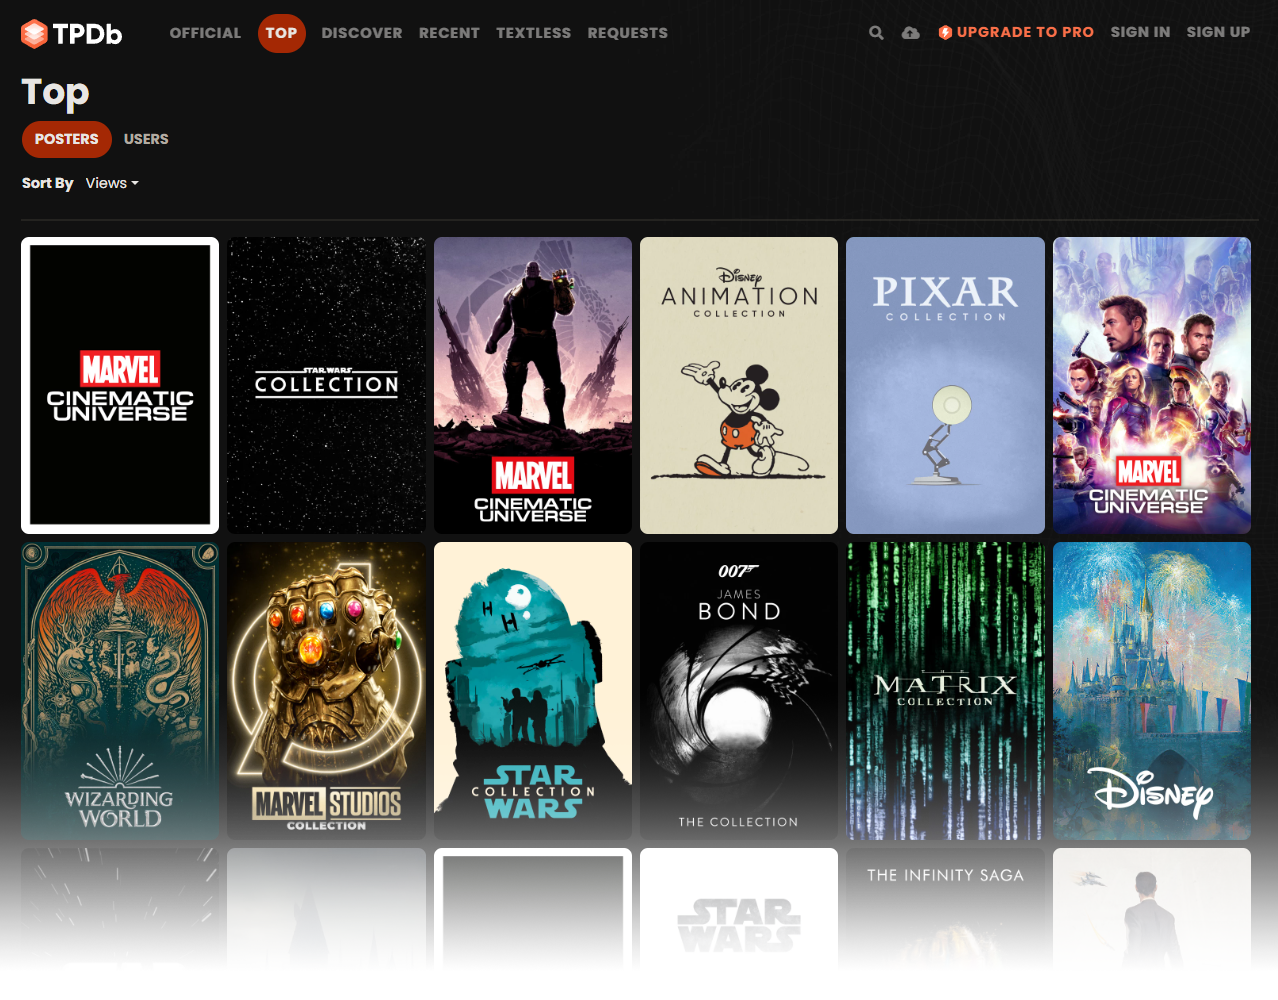 TPDb OFFICIAL TOP DISCOVER RECENT TEXTLESS REQUESTS UPGRADE TO PRO SIGN IN SIGN UP
Top
POSTERS USERS
Sort By Views
MARVEL
CINEMATIC
UNIVERSE
STAR WARS
COLLECTION
MARVEL
CINEMATIC
UNIVERSE
Disney
ANIMATION
COLLECTION
PIXAR
COLLECTION
MARVEL
CINEMATIC
UNIVERSE
WIZARDING
WORLD
MARVEL STUDIOS
COLLECTION
STAR
COLLECTION
WARS
007
JAMES
BOND
THE COLLECTION
THE
MATRIX
COLLECTION
Disney
STAR
WARS
THE INFINITY SAGA